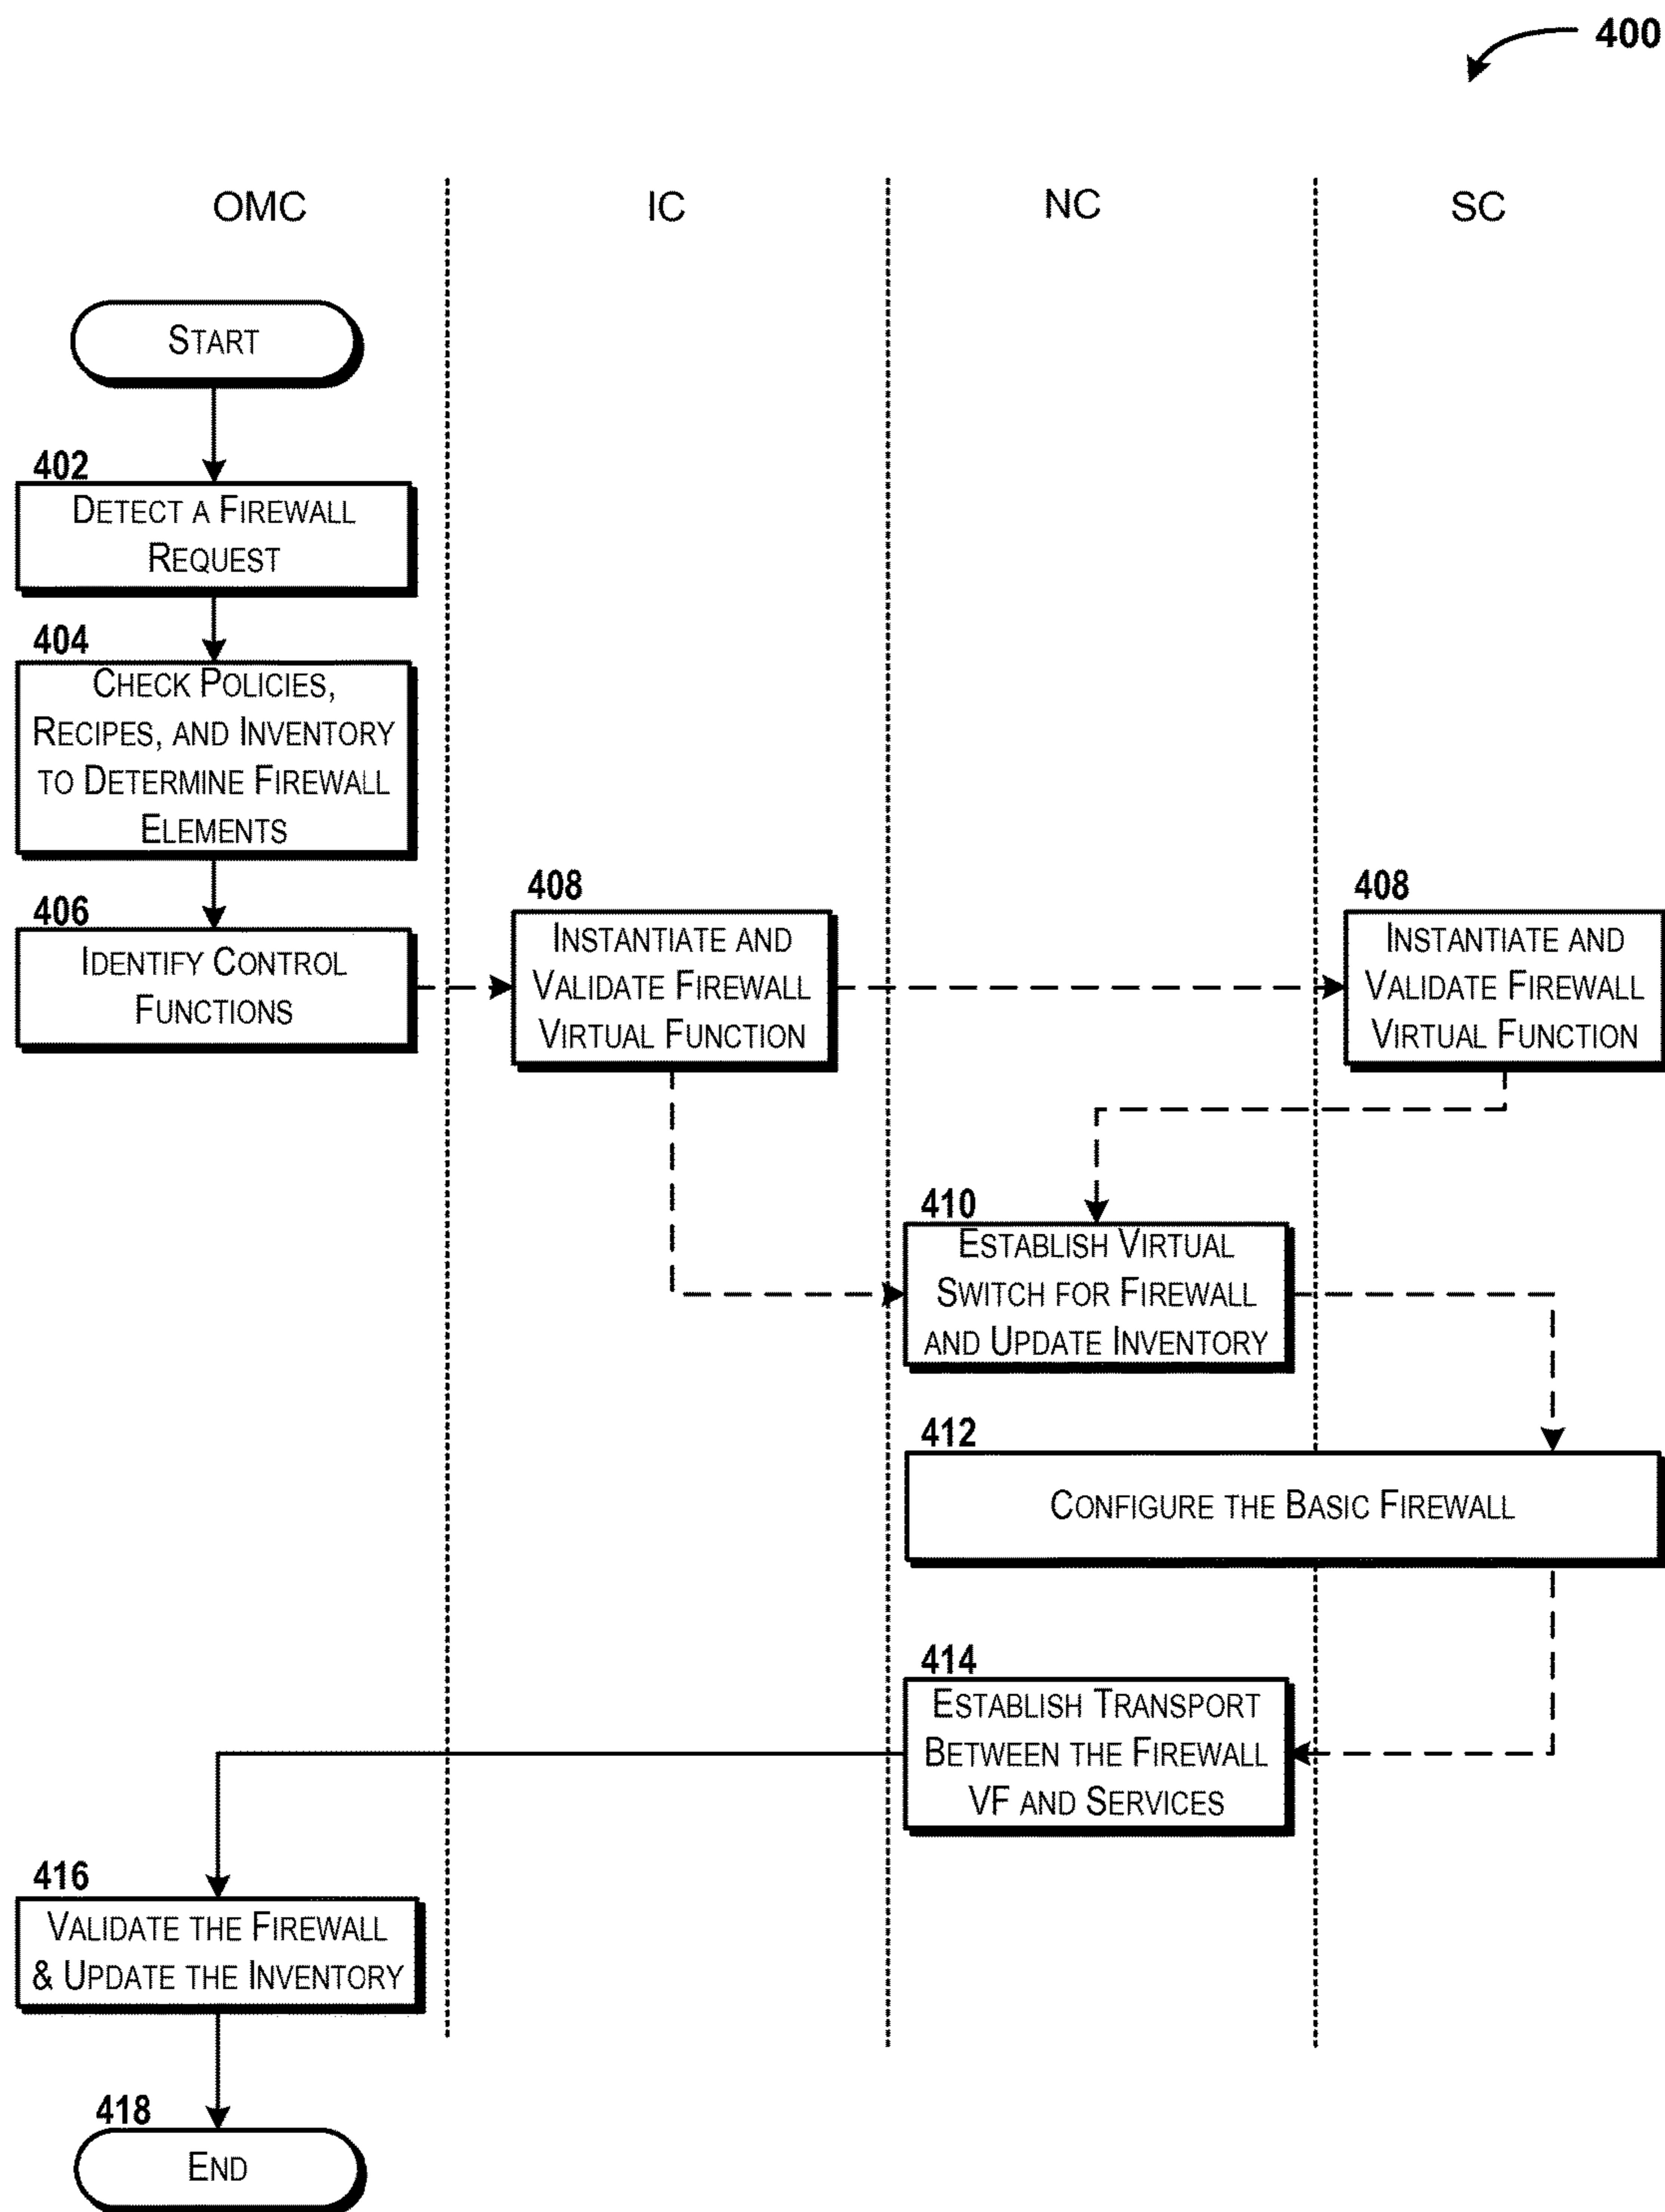 400
OMC
IC
NC
SC
START
402
DETECT A FIREWALL
REQUEST
404
CHECK POLICIES,
RECIPES, AND INVENTORY
TO DETERMINE FIREWALL
ELEMENTS
406
IDENTIFY CONTROL
FUNCTIONS
408
INSTANTIATE AND
VALIDATE FIREWALL
VIRTUAL FUNCTION
408
INSTANTIATE AND
VALIDATE FIREWALL
VIRTUAL FUNCTION
410
ESTABLISH VIRTUAL
SWITCH FOR FIREWALL
AND UPDATE INVENTORY
412
CONFIGURE THE BASIC FIREWALL
414
ESTABLISH TRANSPORT
BETWEEN THE FIREWALL
VF AND SERVICES
416
VALIDATE THE FIREWALL
& UPDATE THE INVENTORY
418
END